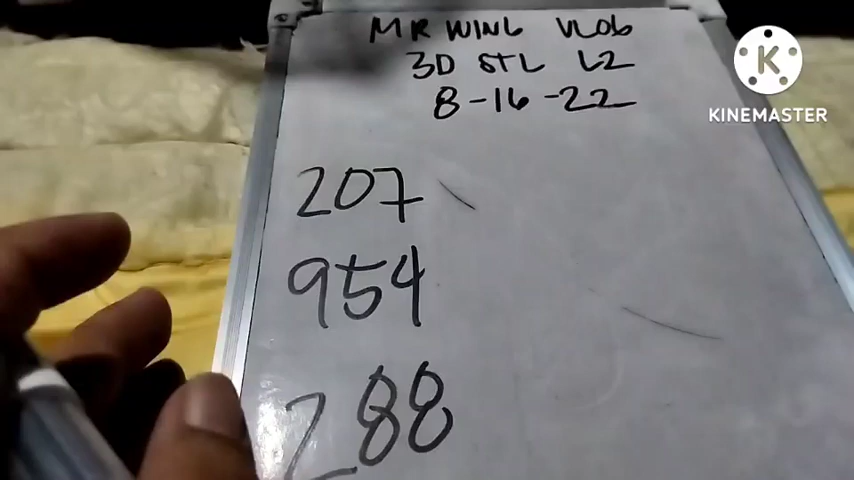 MR WING VLOG
3D STL L2
8-16-22
K
KINEMASTER
207
954
288